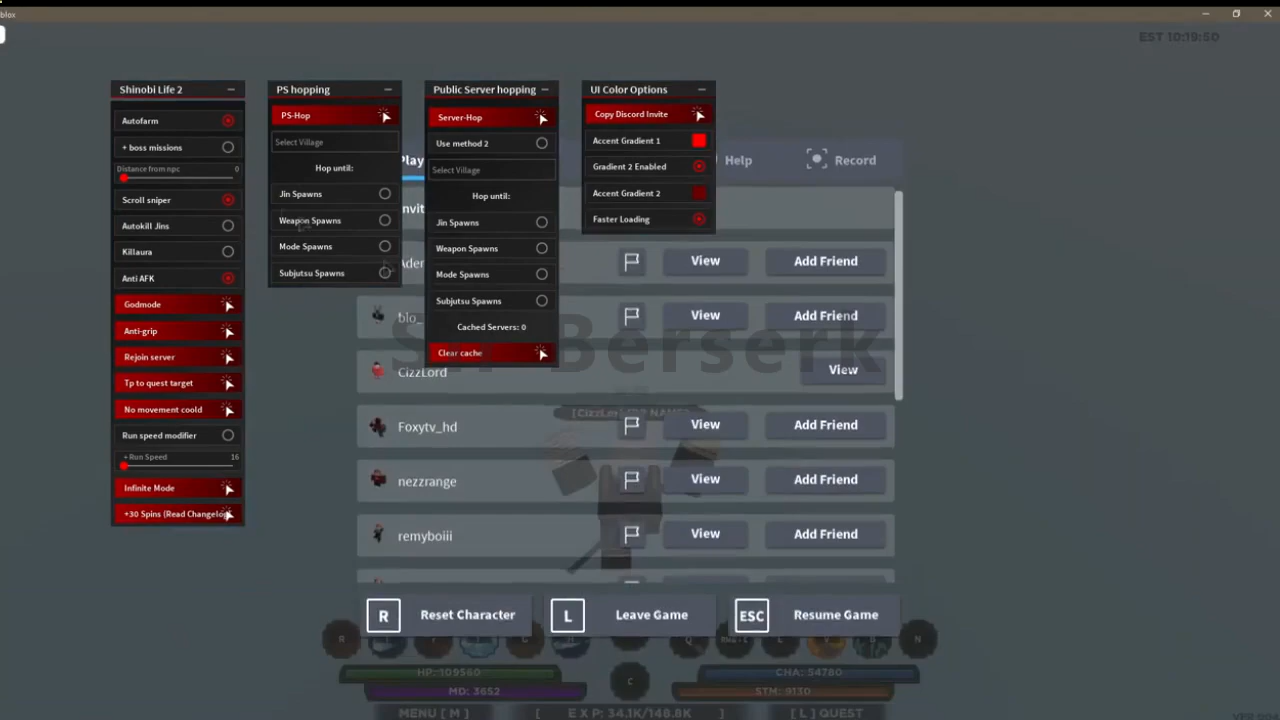 blox
EST 10:19:50
Shinobi Life 2
Autofarm
+ boss missions
Distance from npc 0
Scroll sniper
Autokill Jins
Killaura
Anti AFK
Godmode
Anti-grip
Rejoin server
Tp to quest target
No movement coold
Run speed modifier
+ Run Speed 16
Infinite Mode
+30 Spins (Read Changelog
PS hopping
PS-Hop
Select Village
Hop until:
Jin Spawns
Weapon Spawns
Mode Spawns
Subjutsu Spawns
Public Server hopping
Server-Hop
Use method 2
Select Village
Hop until:
Jin Spawns
Weapon Spawns
Mode Spawns
Subjutsu Spawns
Cached Servers: 0
Clear cache
UI Color Options
Copy Discord Invite
Accent Gradient 1
Gradient 2 Enabled
Accent Gradient 2
Faster Loading
Play
Help
Record
Invit
Aden
View
Add Friend
blo_
View
Add Friend
Berserk
CizzLord
View
Foxytv_hd
View
Add Friend
nezzrange
View
Add Friend
remyboiii
View
Add Friend
R Reset Character
L Leave Game
ESC Resume Game
HP: 109560
CHA: 54780
MD: 3652
C
STM: 9130
MENU [ M ]
[ EXP: 34.1K/148.8K ]
[ L ] QUEST